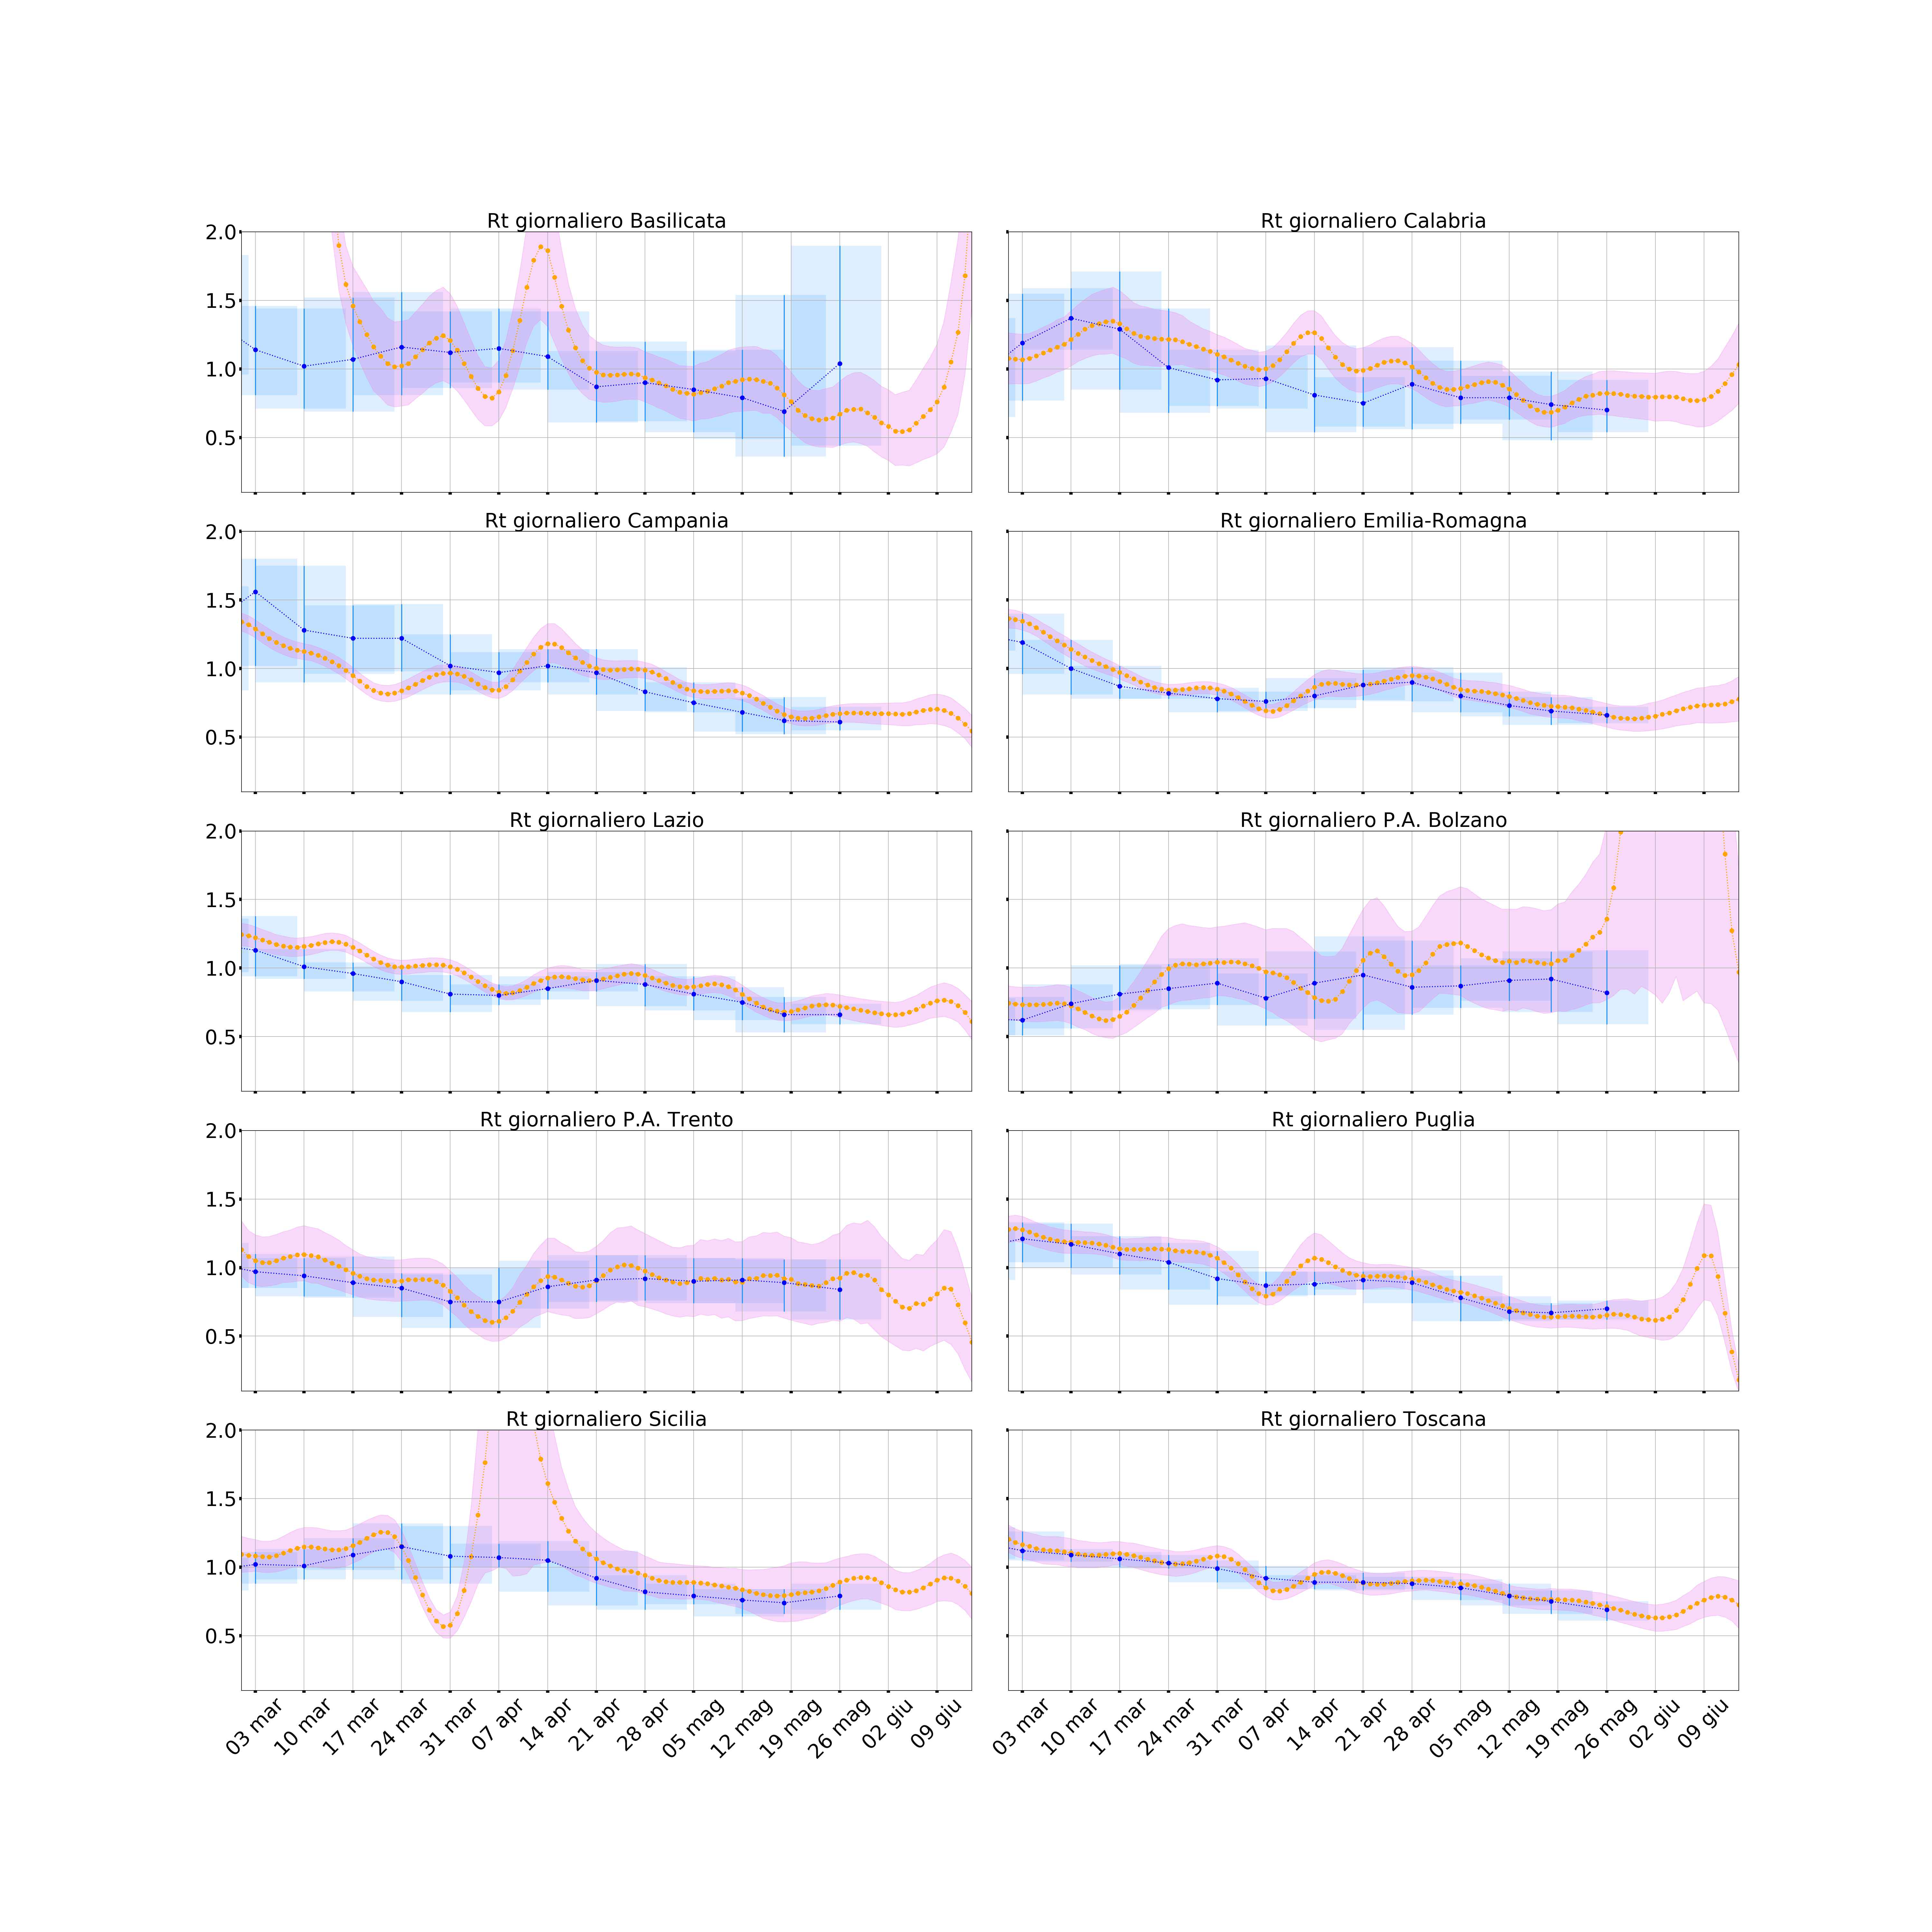 Rt giornaliero Basilicata
Rt giornaliero Calabria
2.0
1.5
1.0
0.5
Rt giornaliero Campania
Rt giornaliero Emilia-Romagna
2.0
1.5
1.0
0.5
Rt giornaliero Lazio
Rt giornaliero P.A. Bolzano
2.0
1.5
1.0
0.5
Rt giornaliero P.A. Trento
Rt giornaliero Puglia
2.0
1.5
1.0
0.5
Rt giornaliero Sicilia
Rt giornaliero Toscana
2.0
1.5
1.0
0.5
03 mar
10 mar
17 mar
24 mar
31 mar
07 apr
14 apr
21 apr
28 apr
05 mag
12 mag
19 mag
26 mag
02 giu
09 giu
03 mar
10 mar
17 mar
24 mar
31 mar
07 apr
14 apr
21 apr
28 apr
05 mag
12 mag
19 mag
26 mag
02 giu
09 giu